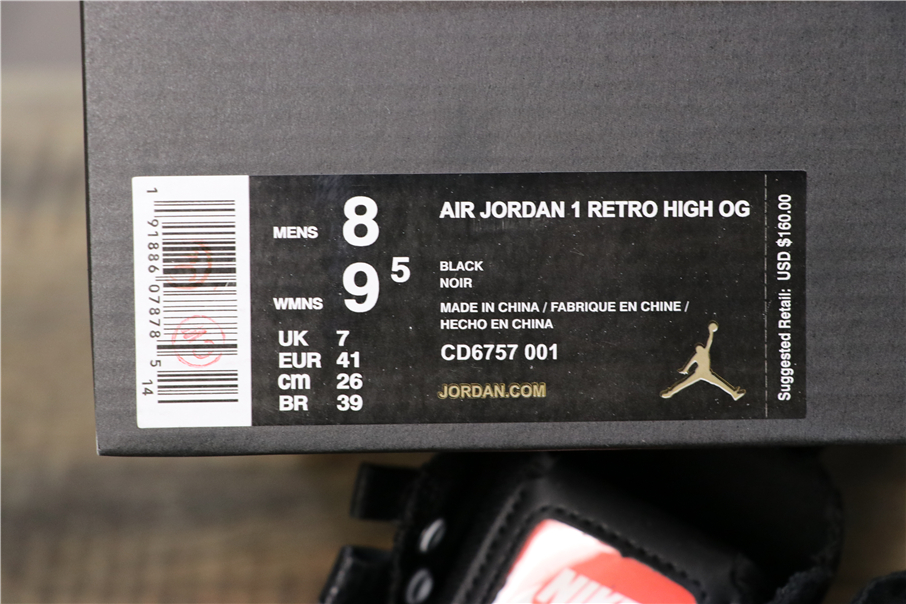 1 91886 07878 5 14
MENS 8
WMNS 9 5
UK 7
EUR 41
cm 26
BR 39
AIR JORDAN 1 RETRO HIGH OG
BLACK
NOIR
MADE IN CHINA / FABRIQUE EN CHINE /
HECHO EN CHINA
CD6757 001
JORDAN.COM
Suggested Retail: USD $160.00
NIKE